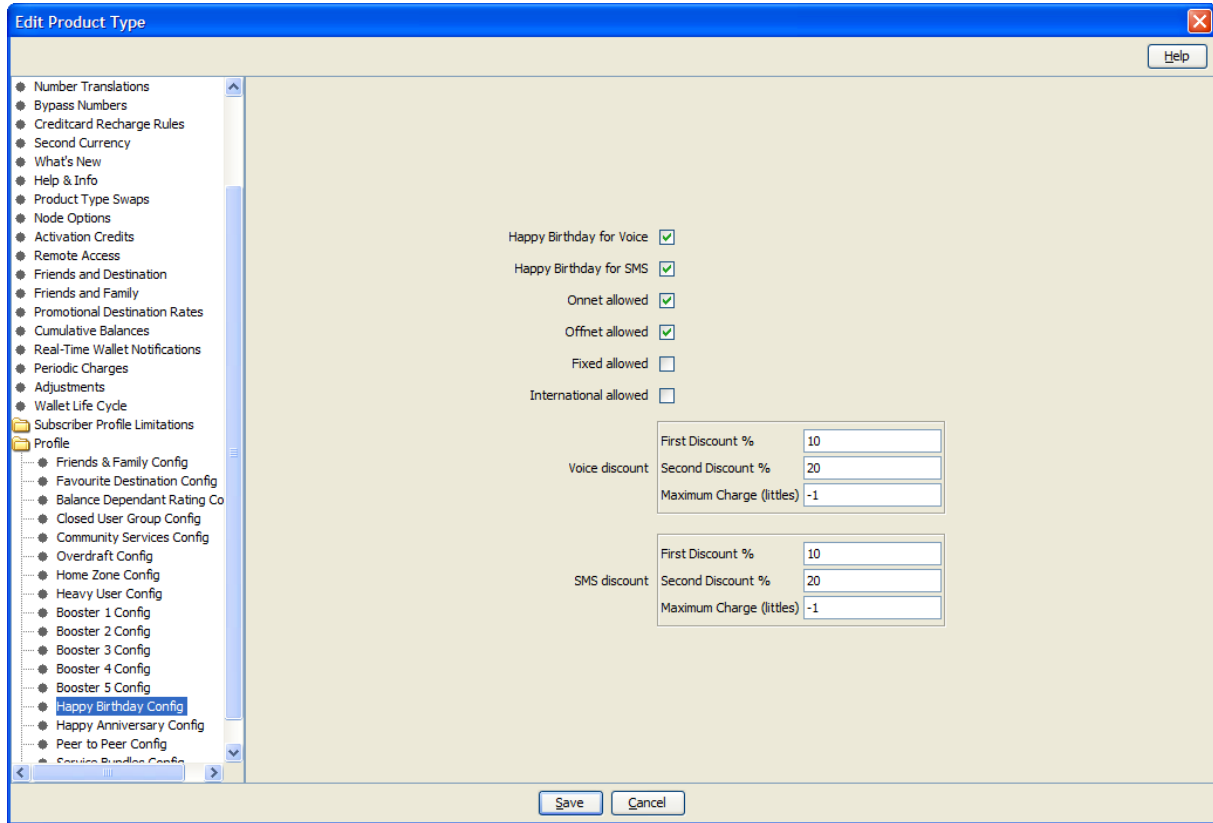 Edit Product Type
Help
Number Translations
Bypass Numbers
Creditcard Recharge Rules
Second Currency
What's New
Help & Info
Product Type Swaps
Node Options
Activation Credits
Remote Access
Friends and Destination
Friends and Family
Promotional Destination Rates
Cumulative Balances
Real-Time Wallet Notifications
Periodic Charges
Adjustments
Wallet Life Cycle
Subscriber Profile Limitations
Profile
Friends & Family Config
Favourite Destination Config
Balance Dependant Rating Co
Closed User Group Config
Community Services Config
Overdraft Config
Home Zone Config
Heavy User Config
Booster 1 Config
Booster 2 Config
Booster 3 Config
Booster 4 Config
Booster 5 Config
Happy Birthday Config
Happy Anniversary Config
Peer to Peer Config
Service Bundles Config
Happy Birthday for Voice
Happy Birthday for SMS
Onnet allowed
Offnet allowed
Fixed allowed
International allowed
Voice discount
First Discount % 10
Second Discount % 20
Maximum Charge (littles) -1
SMS discount
First Discount % 10
Second Discount % 20
Maximum Charge (littles) -1
Save Cancel